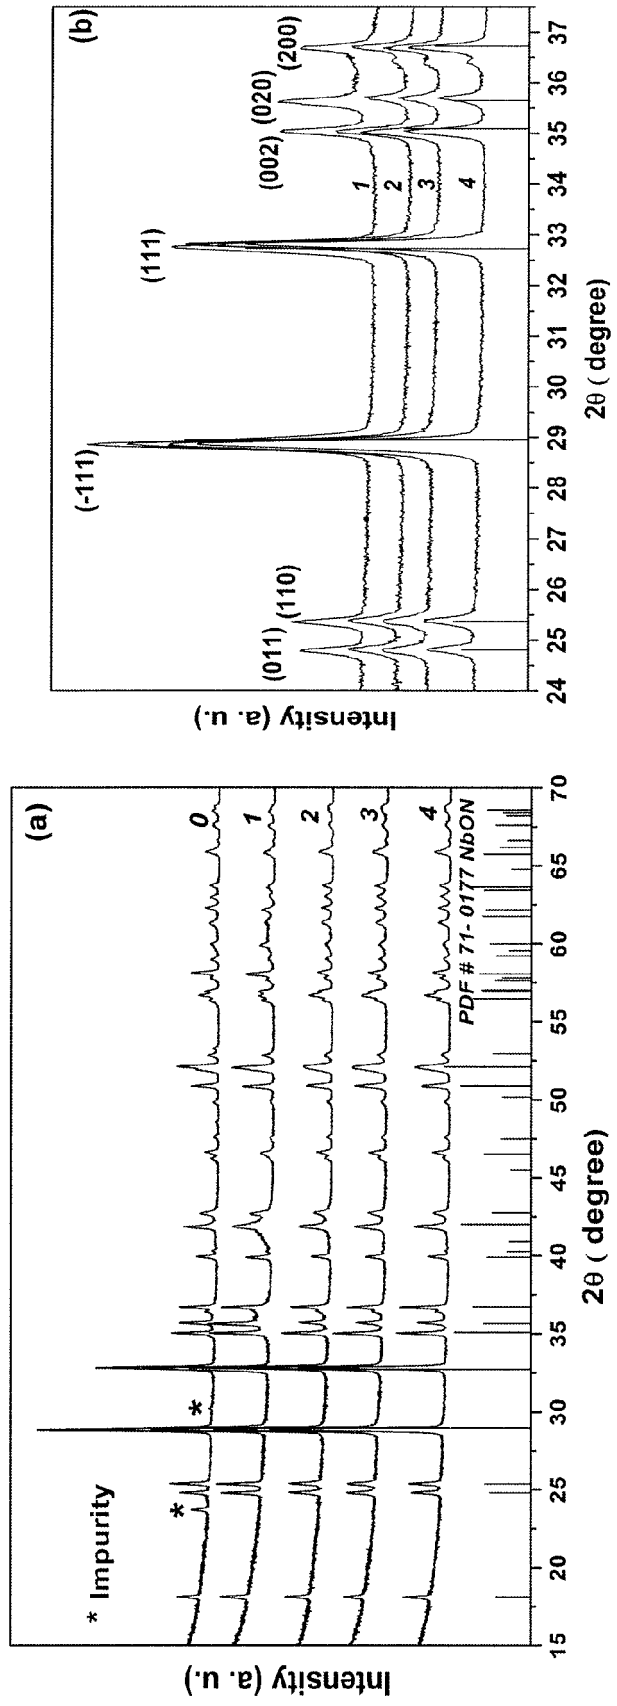 (a)
* Impurity
*
*
0
1
2
3
4
PDF # 71- 0177 NbON
Intensity (a. u.)
15 20 25 30 35 40 45 50 55 60 65 70
2θ ( degree)
(b)
(-111)
(111)
(011)
(110)
(002)
(020)
(200)
1
2
3
4
Intensity (a. u.)
24 25 26 27 28 29 30 31 32 33 34 35 36 37
2θ ( degree)